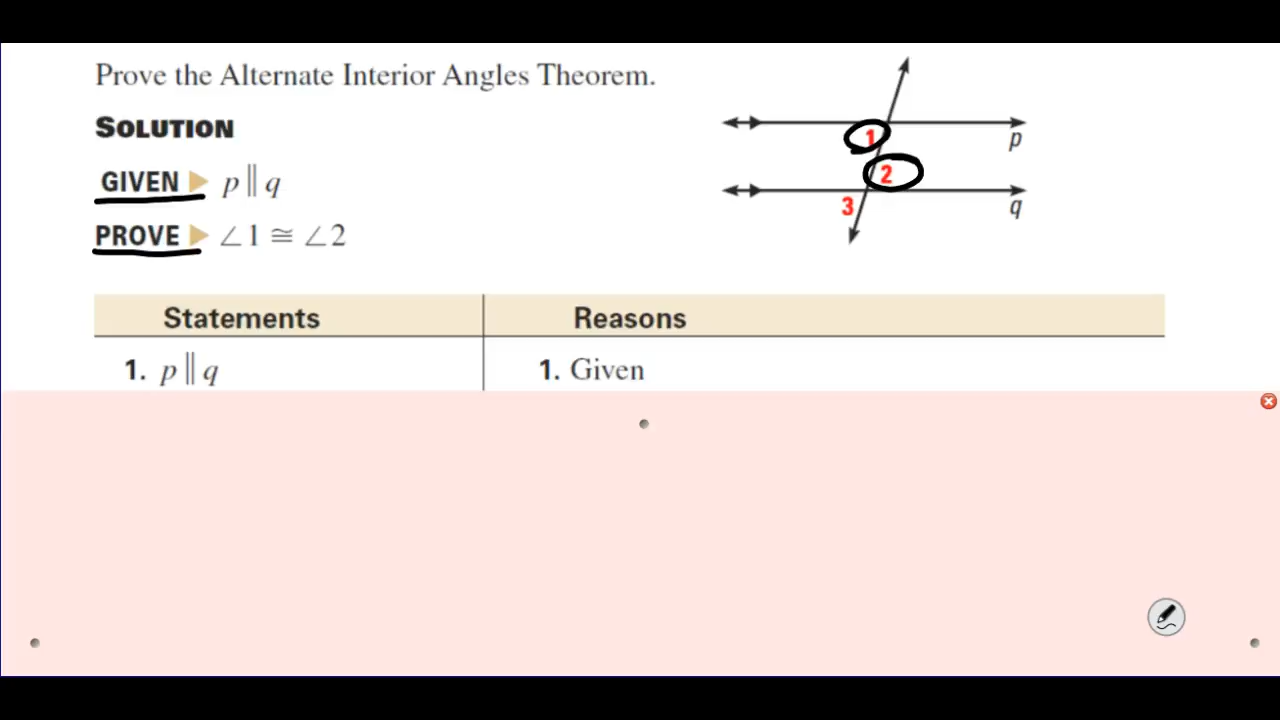 Prove the Alternate Interior Angles Theorem.
SOLUTION
GIVEN p ∥ q
PROVE ∠1 ≅ ∠2
1
p
2
3
q
Statements Reasons
1. p ∥ q 1. Given